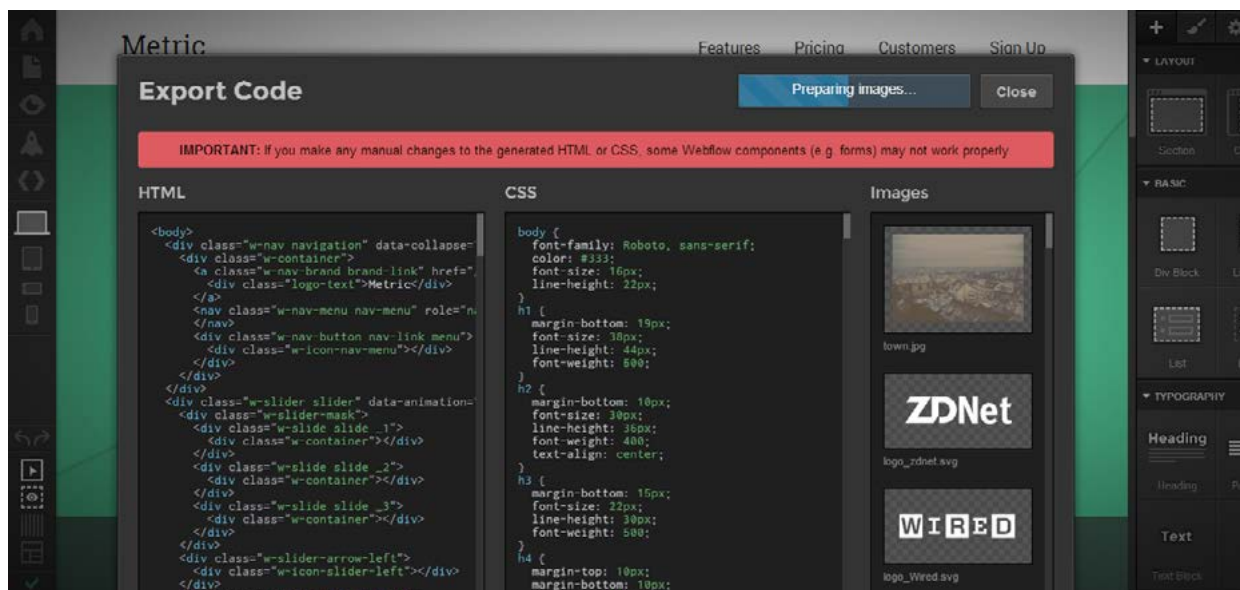 Metric
Features Pricing Customers Sign Up
Export Code
Preparing images...
Close
IMPORTANT: If you make any manual changes to the generated HTML or CSS, some Webflow components (e.g. forms) may not work properly
HTML
<body>
<div class="w-nav navigation" data-collapse="
<div class="w-container">
<a class="w-nav-brand brand-link" href="
<div class="logo-text">Metric</div>
</a>
<nav class="w-nav-menu nav-menu" role="n
</nav>
<div class="w-nav-button nav-link menu">
<div class="w-icon-nav-menu"></div>
</div>
</div>
</div>
<div class="w-slider slider" data-animation=
<div class="w-slider-mask">
<div class="w-slide slide _1">
<div class="w-container"></div>
</div>
<div class="w-slide slide _2">
<div class="w-container"></div>
</div>
<div class="w-slide slide _3">
<div class="w-container"></div>
</div>
</div>
<div class="w-slider-arrow-left">
<div class="w-icon-slider-left"></div>
</div>
CSS
body {
font-family: Roboto, sans-serif;
color: #333;
font-size: 16px;
line-height: 22px;
}
h1 {
margin-bottom: 19px;
font-size: 38px;
line-height: 44px;
font-weight: 500;
}
h2 {
margin-bottom: 10px;
font-size: 30px;
line-height: 36px;
font-weight: 400;
text-align: center;
}
h3 {
margin-bottom: 15px;
font-size: 22px;
line-height: 30px;
font-weight: 500;
}
h4 {
margin-top: 10px;
margin-bottom: 10px;
Images
town.jpg
ZDNet
logo_zdnet.svg
WIRED
logo_Wired.svg
LAYOUT
Section
BASIC
Div Block
List
TYPOGRAPHY
Heading
Heading
Text
Text Block